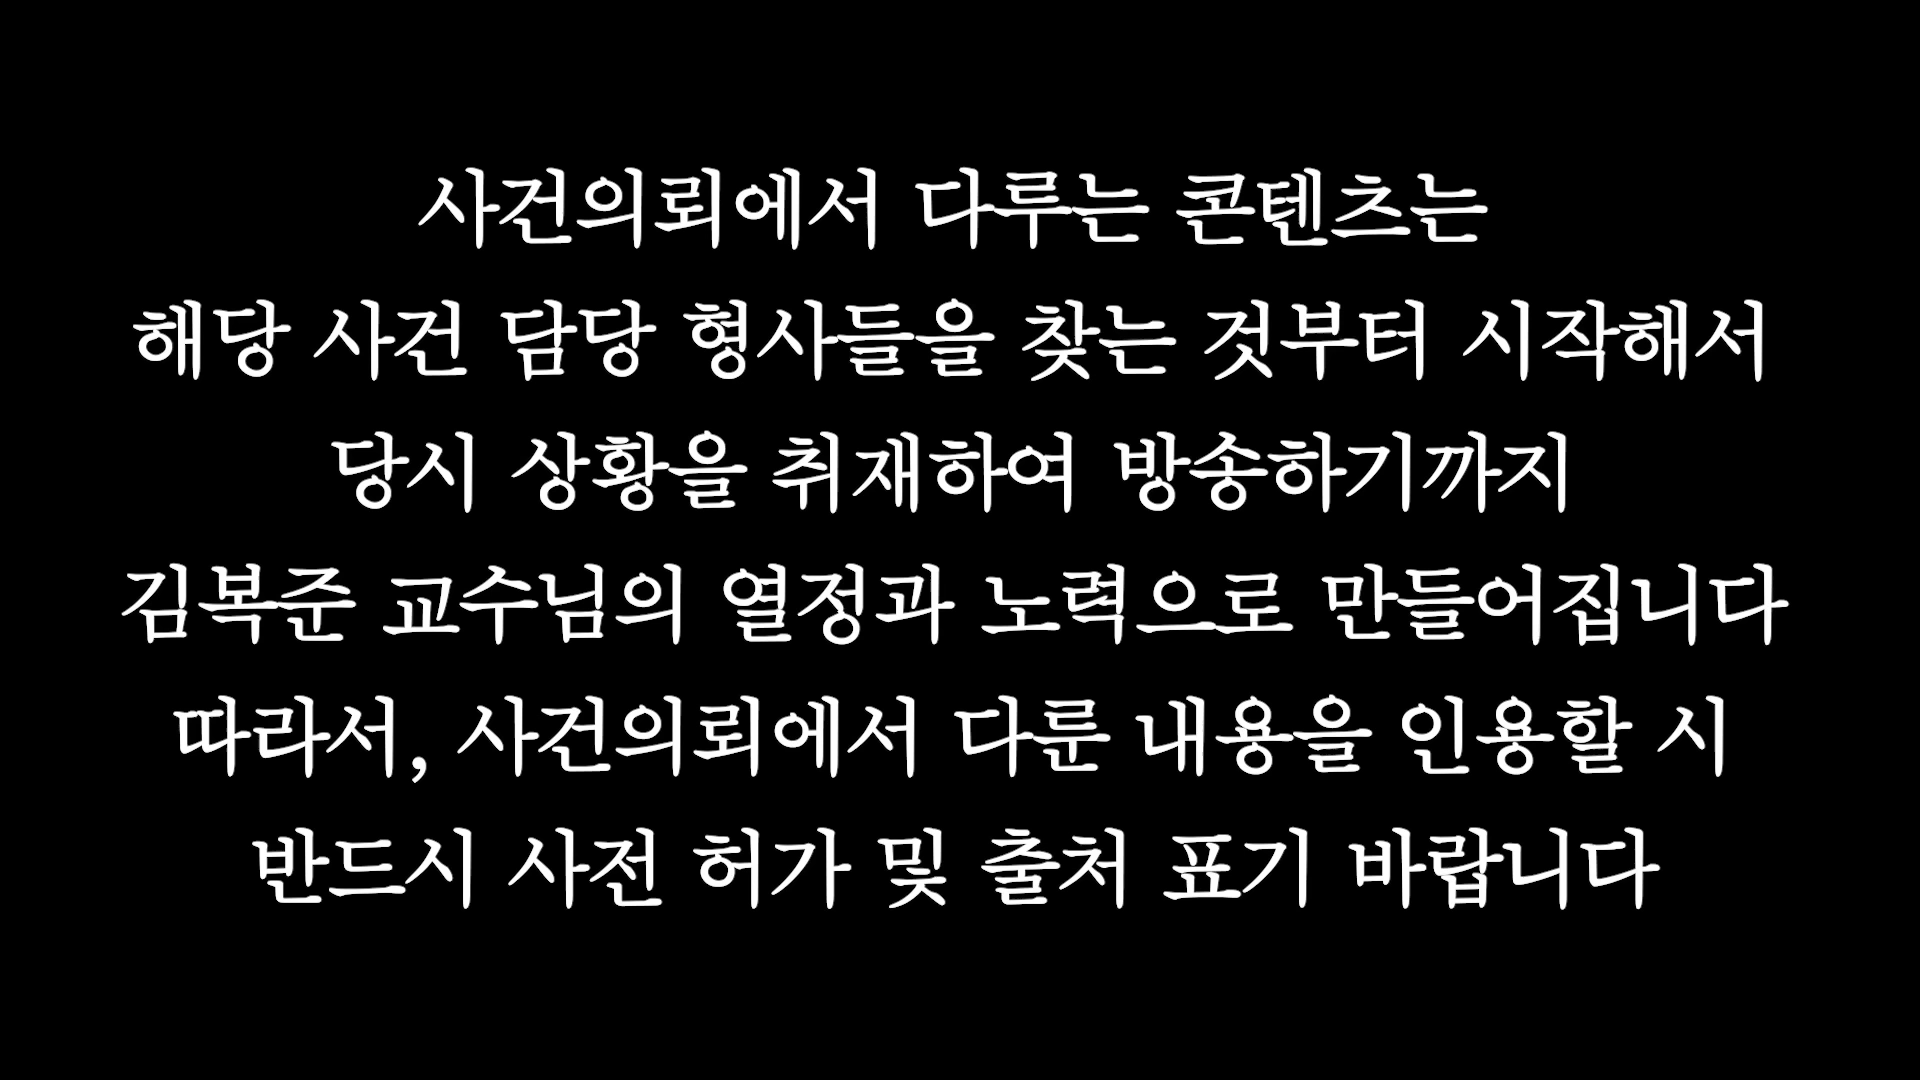 사건의뢰에서 다루는 콘텐츠는
해당 사건 담당 형사들을 찾는 것부터 시작해서
당시 상황을 취재하여 방송하기까지
김복준 교수님의 열정과 노력으로 만들어집니다
따라서, 사건의뢰에서 다룬 내용을 인용할 시
반드시 사전 허가 및 출처 표기 바랍니다